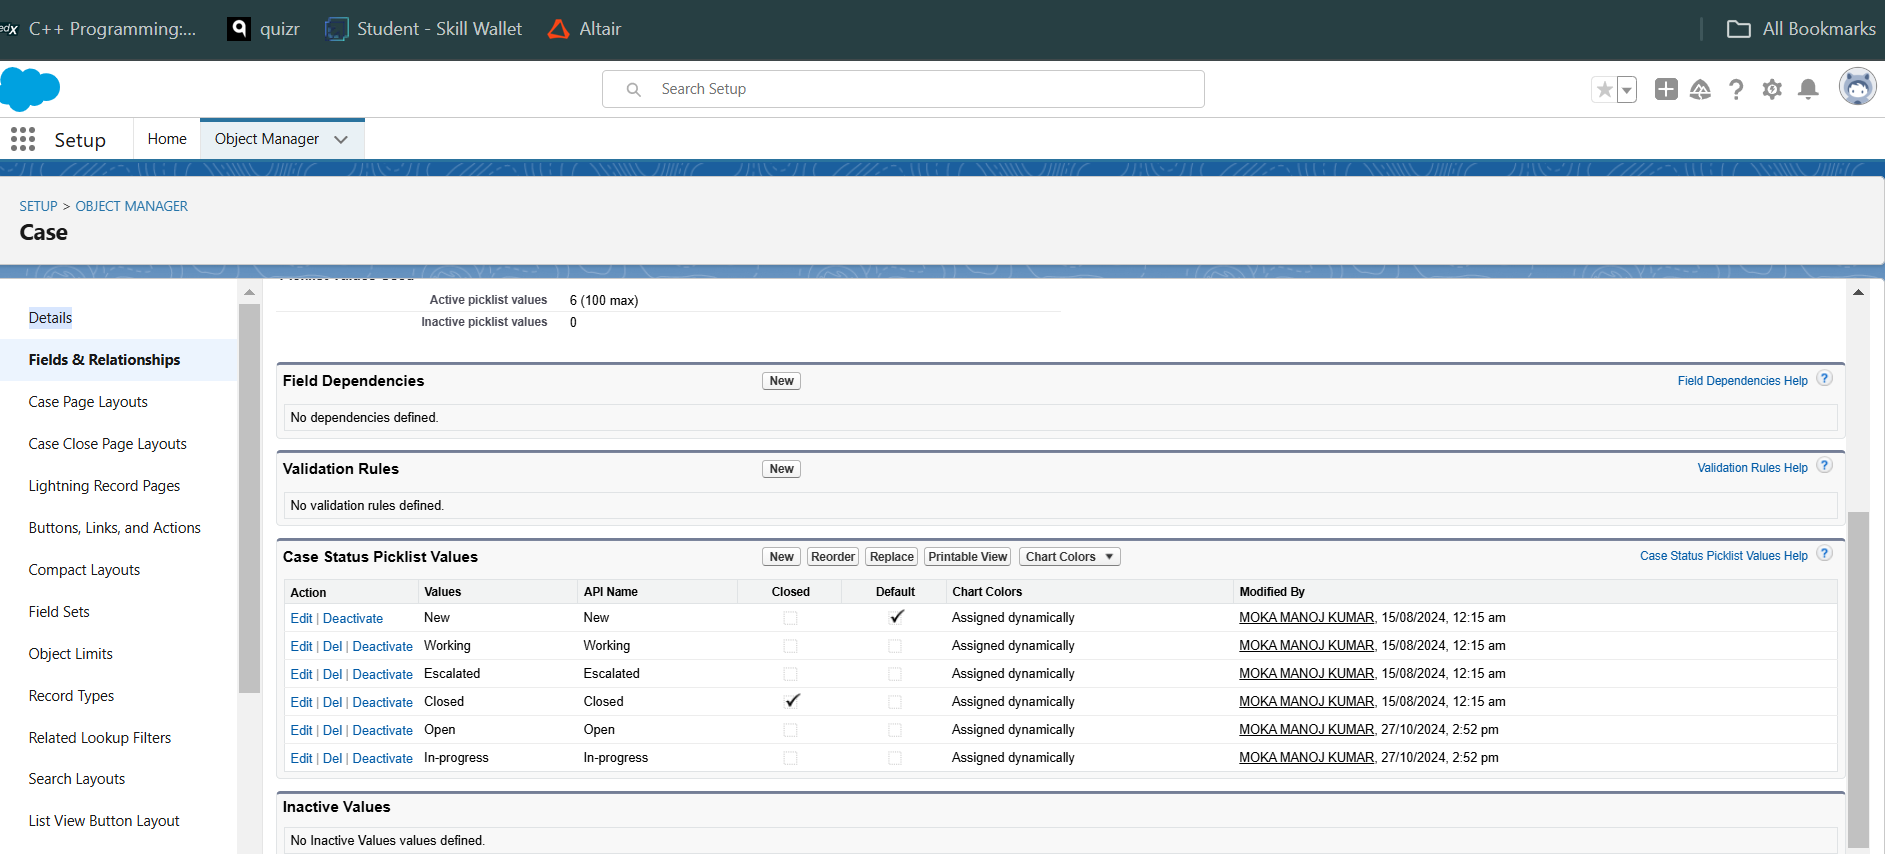 edX C++ Programming:... quizr Student - Skill Wallet Altair All Bookmarks
Search Setup
Setup Home Object Manager
SETUP > OBJECT MANAGER
Case
Details
Fields & Relationships
Case Page Layouts
Case Close Page Layouts
Lightning Record Pages
Buttons, Links, and Actions
Compact Layouts
Field Sets
Object Limits
Record Types
Related Lookup Filters
Search Layouts
List View Button Layout
Active picklist values 6 (100 max)
Inactive picklist values 0
Field Dependencies New Field Dependencies Help ?
No dependencies defined.
Validation Rules New Validation Rules Help ?
No validation rules defined.
Case Status Picklist Values New Reorder Replace Printable View Chart Colors Case Status Picklist Values Help ?
Action Values API Name Closed Default Chart Colors Modified By
Edit | Deactivate New New Assigned dynamically MOKA MANOJ KUMAR, 15/08/2024, 12:15 am
Edit | Del | Deactivate Working Working Assigned dynamically MOKA MANOJ KUMAR, 15/08/2024, 12:15 am
Edit | Del | Deactivate Escalated Escalated Assigned dynamically MOKA MANOJ KUMAR, 15/08/2024, 12:15 am
Edit | Del | Deactivate Closed Closed Assigned dynamically MOKA MANOJ KUMAR, 15/08/2024, 12:15 am
Edit | Del | Deactivate Open Open Assigned dynamically MOKA MANOJ KUMAR, 27/10/2024, 2:52 pm
Edit | Del | Deactivate In-progress In-progress Assigned dynamically MOKA MANOJ KUMAR, 27/10/2024, 2:52 pm
Inactive Values
No Inactive Values values defined.